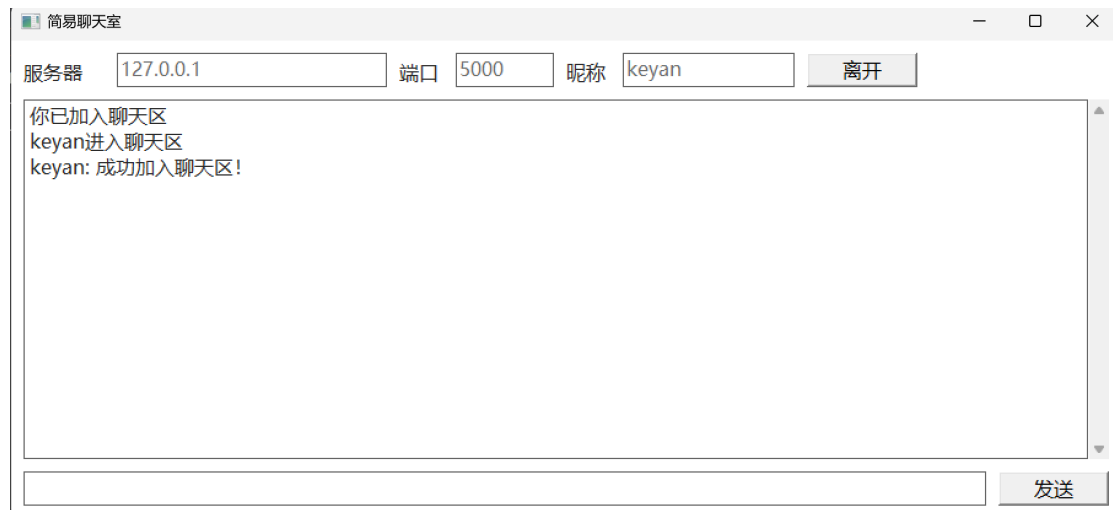 简易聊天室
服务器 127.0.0.1 端口 5000 昵称 keyan 离开
你已加入聊天区
keyan进入聊天区
keyan: 成功加入聊天区!
发送